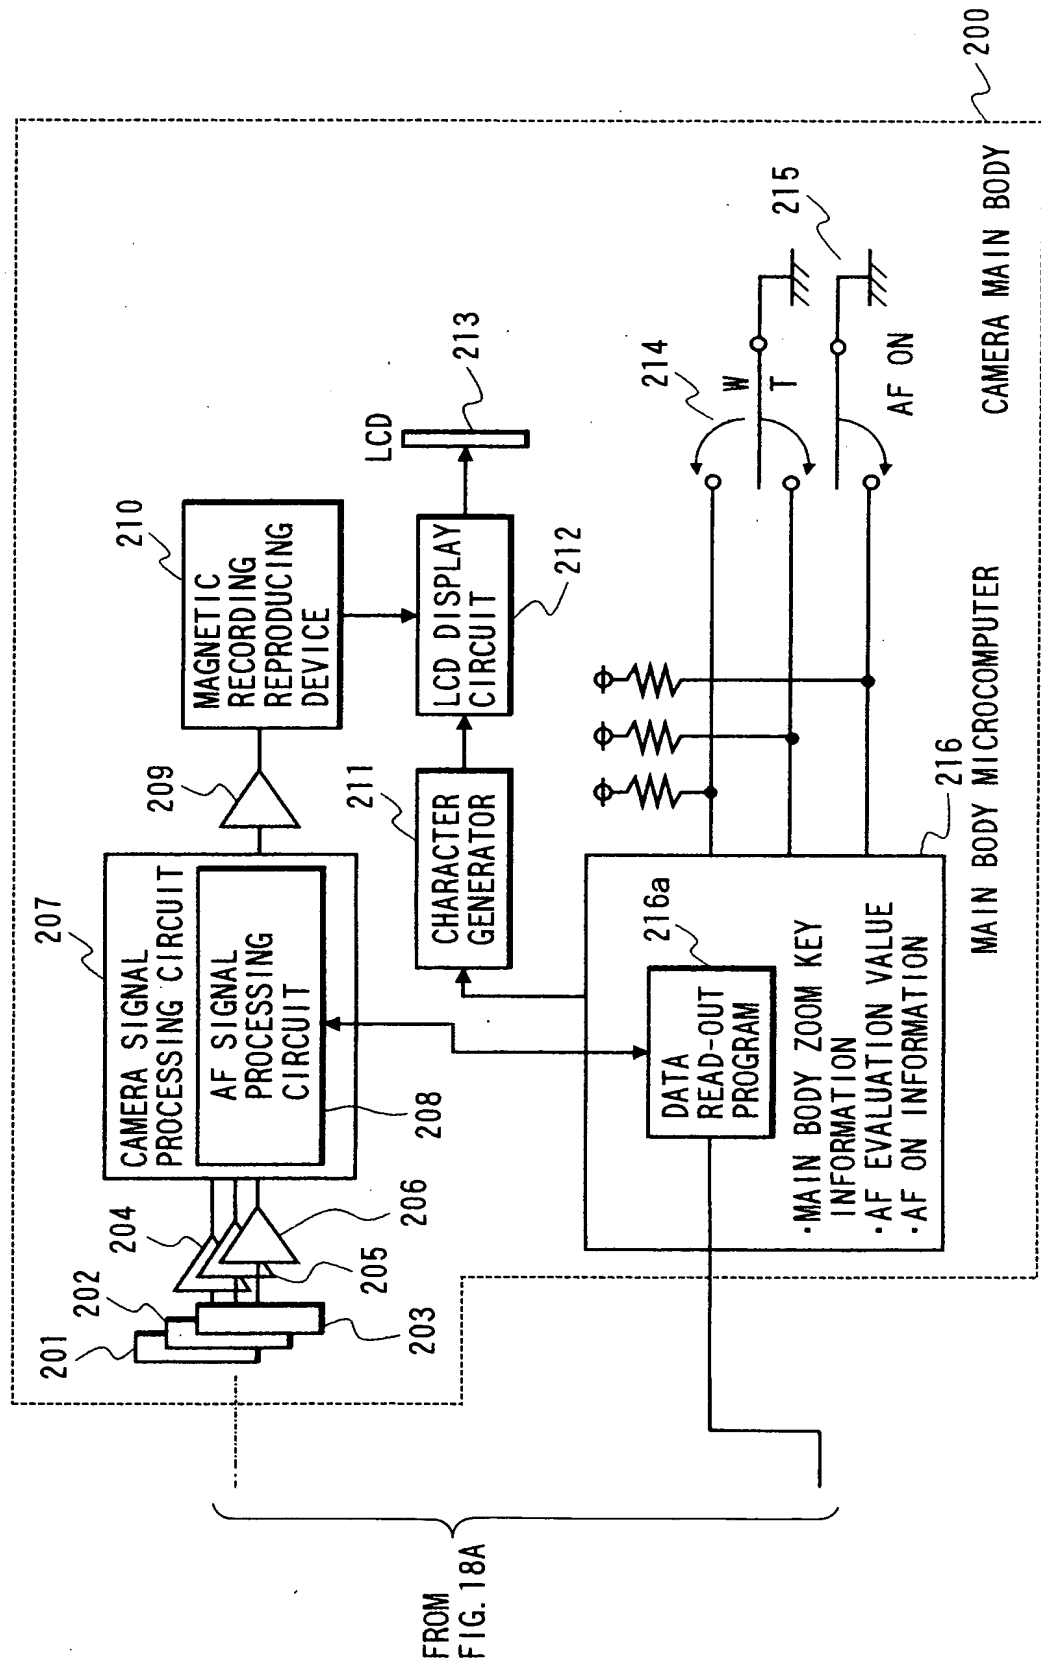 201
202
203
204
205
206
207
CAMERA SIGNAL
PROCESSING CIRCUIT
AF SIGNAL
PROCESSING
CIRCUIT
208
209
210
MAGNETIC
RECORDING
REPRODUCING
DEVICE
211
CHARACTER
GENERATOR
LCD DISPLAY
CIRCUIT
212
LCD
213
214
W
T
215
AF ON
216a
DATA
READ-OUT
PROGRAM
·MAIN BODY ZOOM KEY
INFORMATION
·AF EVALUATION VALUE
·AF ON INFORMATION
216
MAIN BODY MICROCOMPUTER
CAMERA MAIN BODY
200
FROM
FIG.18A